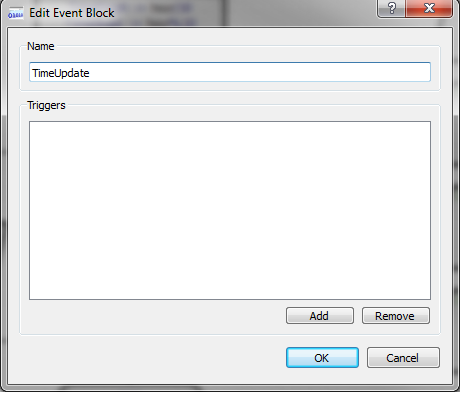 Edit Event Block
?
Name
TimeUpdate
Triggers
Add Remove
OK Cancel